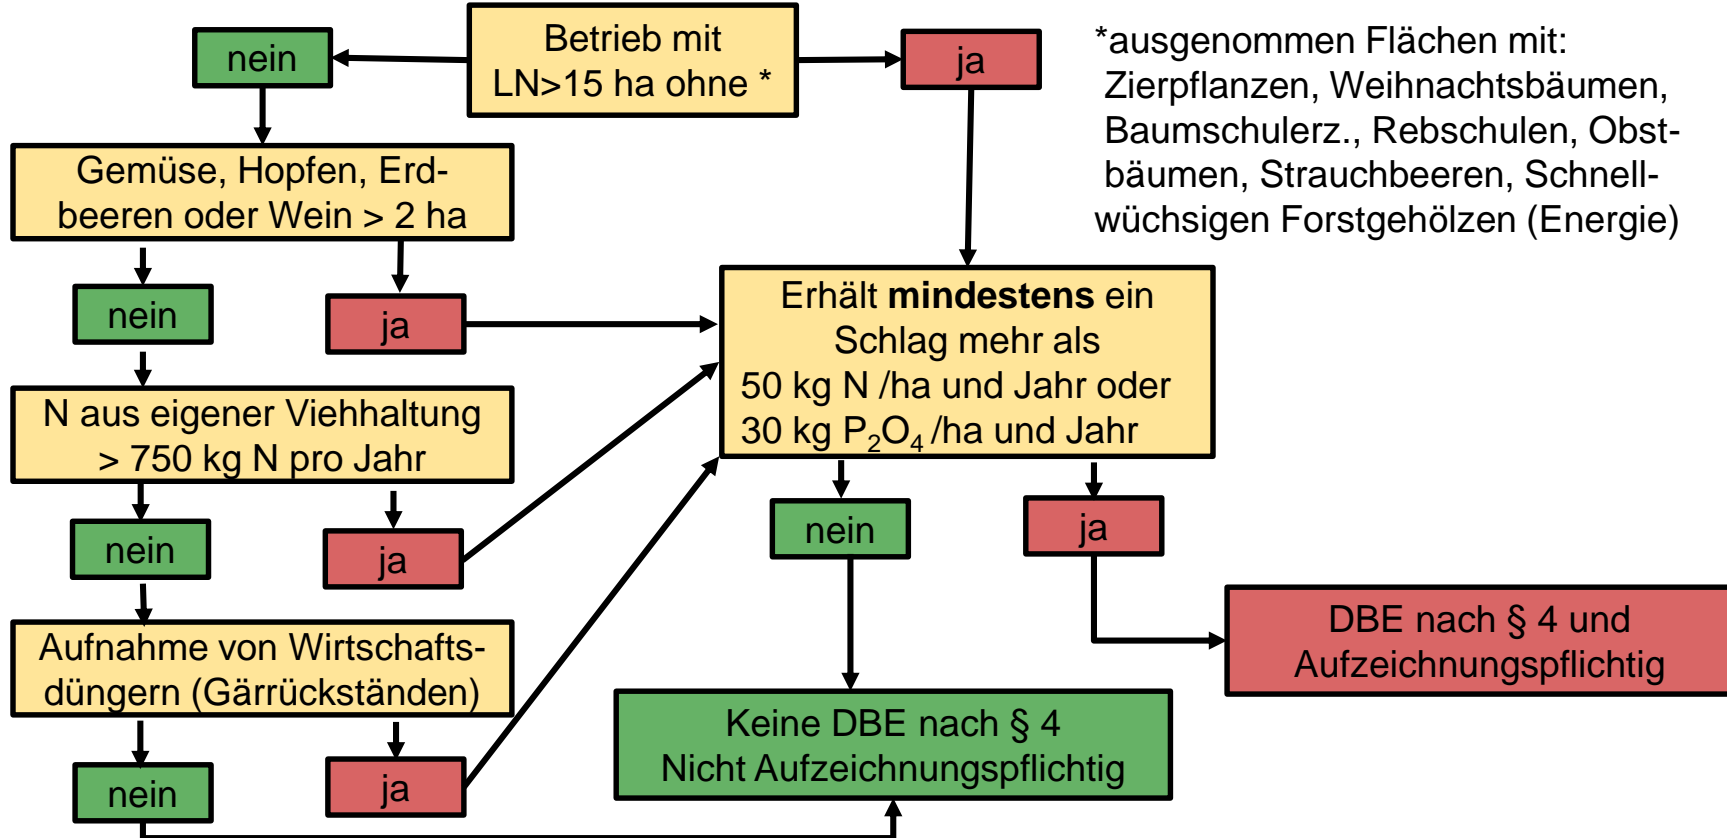 nein
Betrieb mit
LN>15 ha ohne *
ja
*ausgenommen Flächen mit:
Zierpflanzen, Weihnachtsbäumen,
Baumschulerz., Rebschulen, Obst-
bäumen, Strauchbeeren, Schnell-
wüchsigen Forstgehölzen (Energie)
Gemüse, Hopfen, Erd-
beeren oder Wein > 2 ha
nein
ja
Erhält mindestens ein
Schlag mehr als
50 kg N /ha und Jahr oder
30 kg P₂O₄ /ha und Jahr
N aus eigener Viehhaltung
> 750 kg N pro Jahr
nein
ja
nein
ja
Aufnahme von Wirtschafts-
düngern (Gärrückständen)
DBE nach § 4 und
Aufzeichnungspflichtig
nein
ja
Keine DBE nach § 4
Nicht Aufzeichnungspflichtig